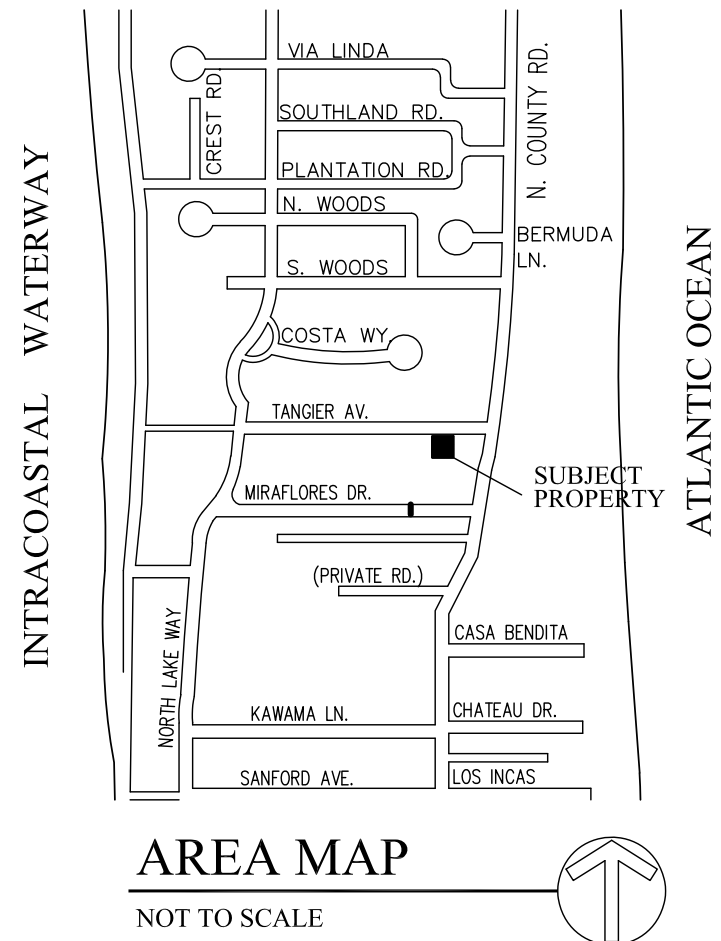 VIA LINDA
CREST RD.
SOUTHLAND RD.
N. COUNTY RD.
PLANTATION RD.
N. WOODS
BERMUDA
LN.
S. WOODS
INTRACOASTAL WATERWAY
ATLANTIC OCEAN
COSTA WY.
TANGIER AV.
SUBJECT
PROPERTY
MIRAFLORES DR.
(PRIVATE RD.)
CASA BENDITA
NORTH LAKE WAY
KAWAMA LN.
CHATEAU DR.
SANFORD AVE.
LOS INCAS
AREA MAP
NOT TO SCALE